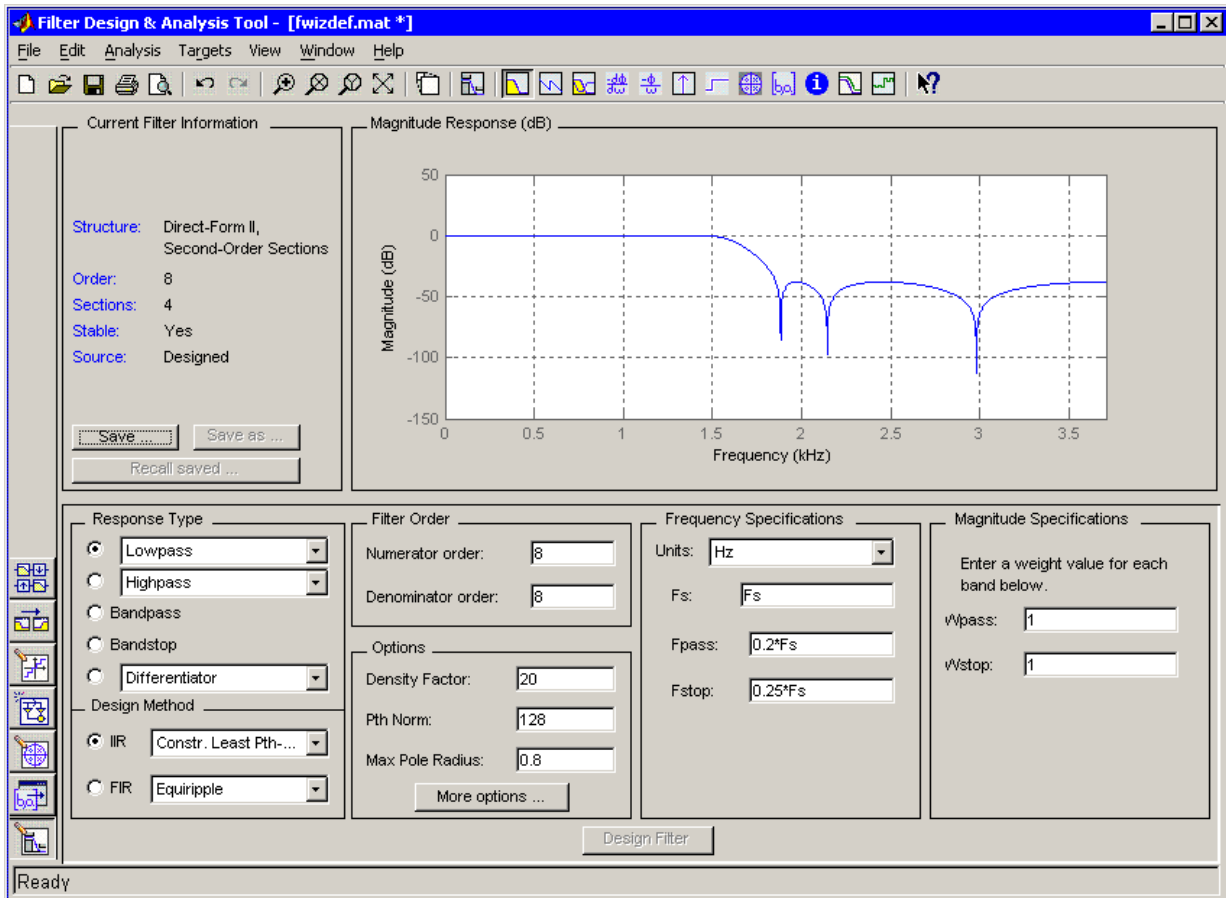 Filter Design & Analysis Tool - [fwizdef.mat *]
File Edit Analysis Targets View Window Help
Current Filter Information
Structure: Direct-Form II,
Second-Order Sections
Order: 8
Sections: 4
Stable: Yes
Source: Designed
Save ... Save as ...
Recall saved ...
Magnitude Response (dB)
50
0
-50
-100
-150
Magnitude (dB)
0 0.5 1 1.5 2 2.5 3 3.5
Frequency (kHz)
Response Type
Lowpass
Highpass
Bandpass
Bandstop
Differentiator
Design Method
IIR Constr. Least Pth-...
FIR Equiripple
Filter Order
Numerator order: 8
Denominator order: 8
Options
Density Factor: 20
Pth Norm: 128
Max Pole Radius: 0.8
More options ...
Frequency Specifications
Units: Hz
Fs: Fs
Fpass: 0.2*Fs
Fstop: 0.25*Fs
Magnitude Specifications
Enter a weight value for each
band below.
Wpass: 1
Wstop: 1
Design Filter
Ready